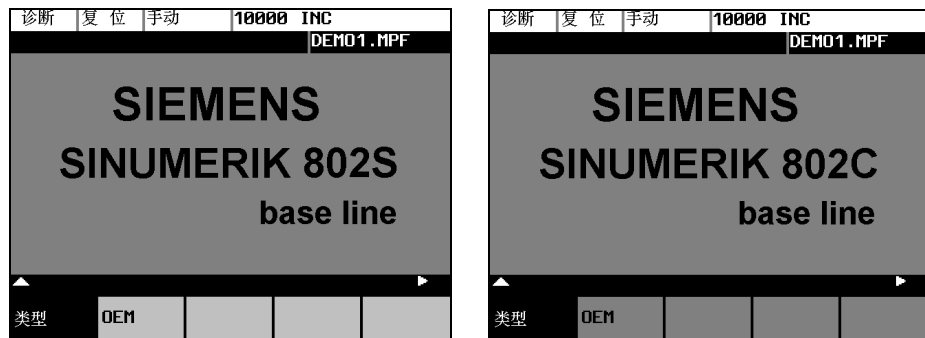 诊断 复 位 手动 10000 INC
DEMO1.MPF
SIEMENS
SINUMERIK 802S
base line
类型 OEM
诊断 复 位 手动 10000 INC
DEMO1.MPF
SIEMENS
SINUMERIK 802C
base line
类型 OEM